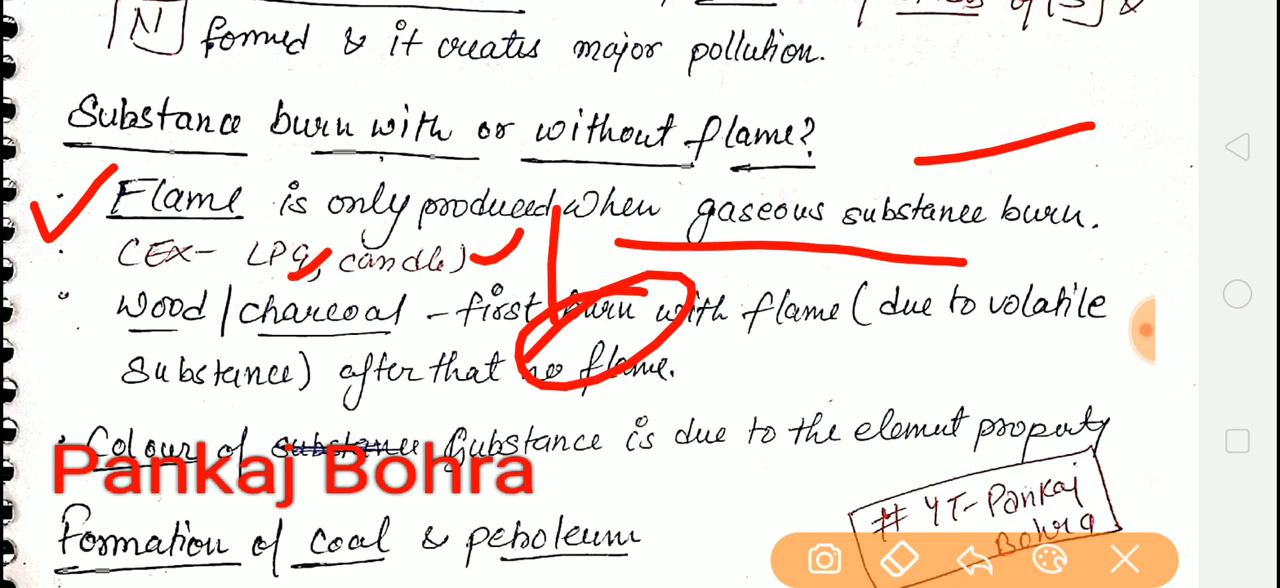 of [S] &
[N] formed & it creates major pollution.
Substance burn with or without flame?
· Flame is only produced when gaseous substance burn.
· (EX- LPG, candle)
· Wood / charcoal - first burn with flame (due to volatile
substance) after that no flame.
· Colour of substance Substance is due to the element property
Pankaj Bohra
# YT- Pankaj
Bohra
Formation of coal & petroleum